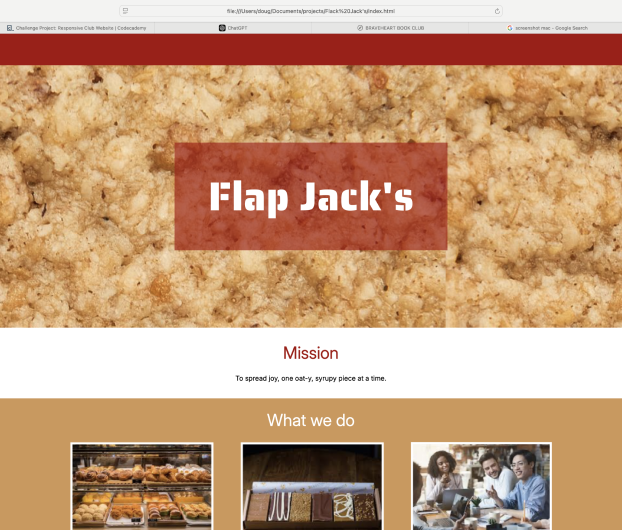 file:///Users/doug/Documents/projects/Flack%20Jack's/index.html
Challenge Project: Responsive Club Website | Codecademy
ChatGPT
BRAVEHEART BOOK CLUB
screenshot mac - Google Search
Flap Jack's
Mission
To spread joy, one oat-y, syrupy piece at a time.
What we do